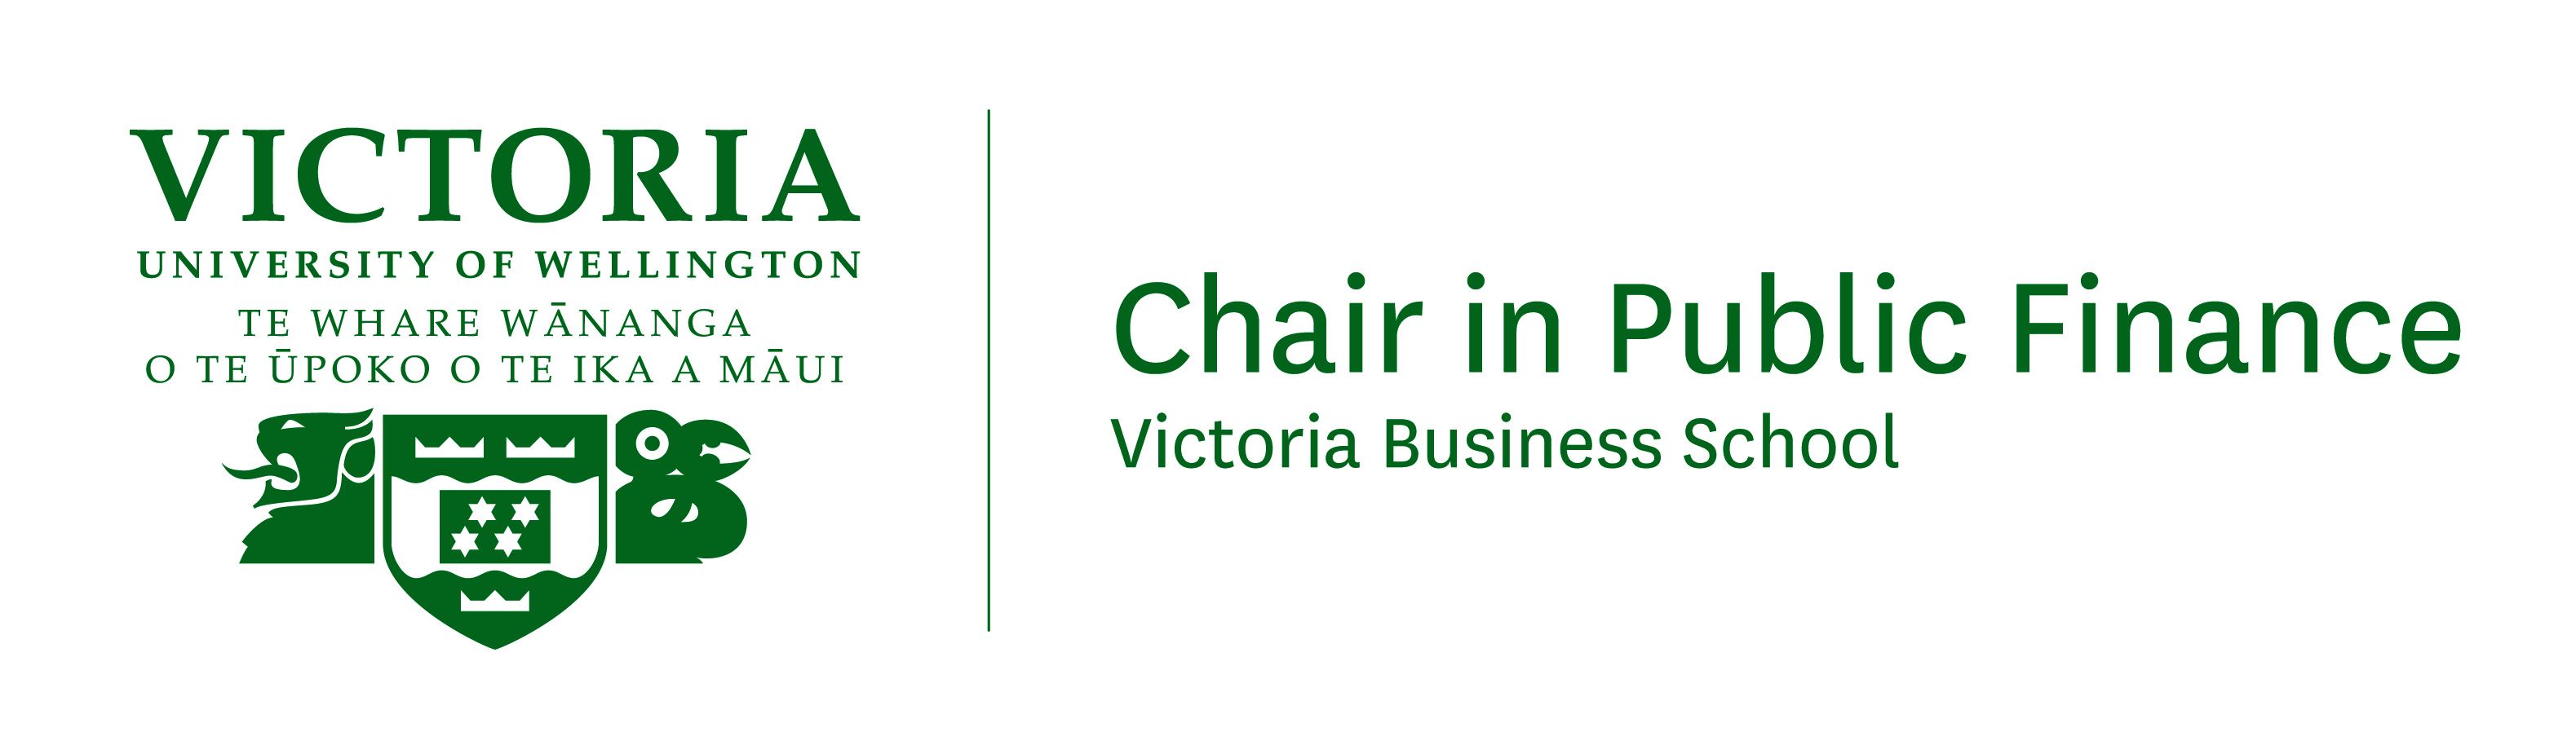 VICTORIA
UNIVERSITY OF WELLINGTON
TE WHARE WĀNANGA
O TE ŪPOKO O TE IKA A MĀUI
Chair in Public Finance
Victoria Business School